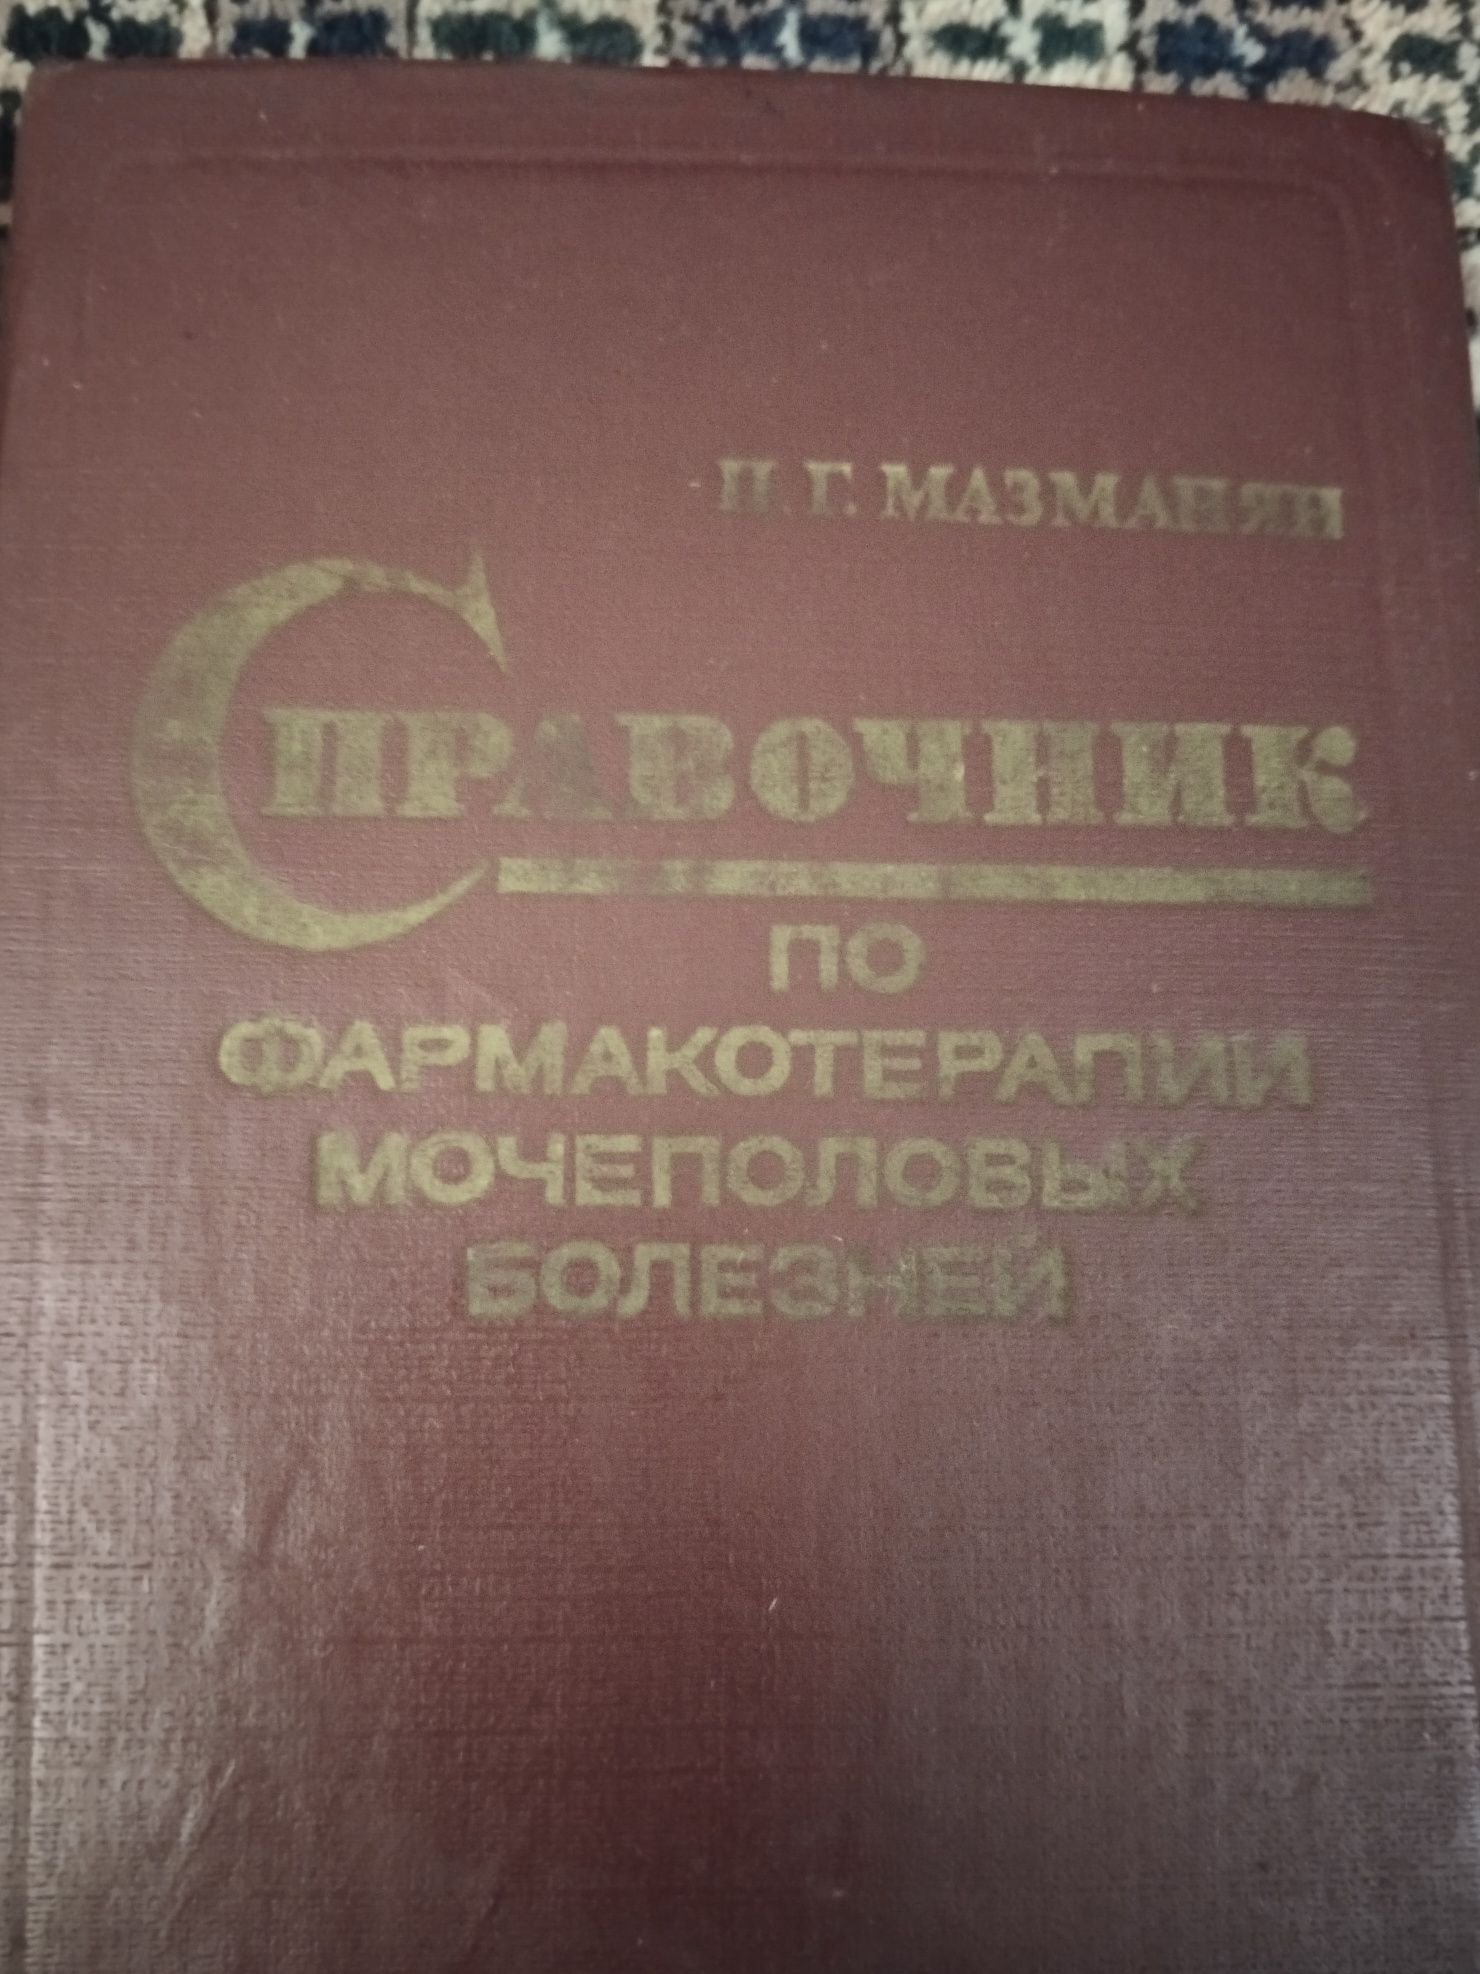 Ц. Г. МАЗМАНЯН
СПРАВОЧНИК
ПО
ФАРМАКОТЕРАПИИ
МОЧЕПОЛОВЫХ
БОЛЕЗНЕЙ